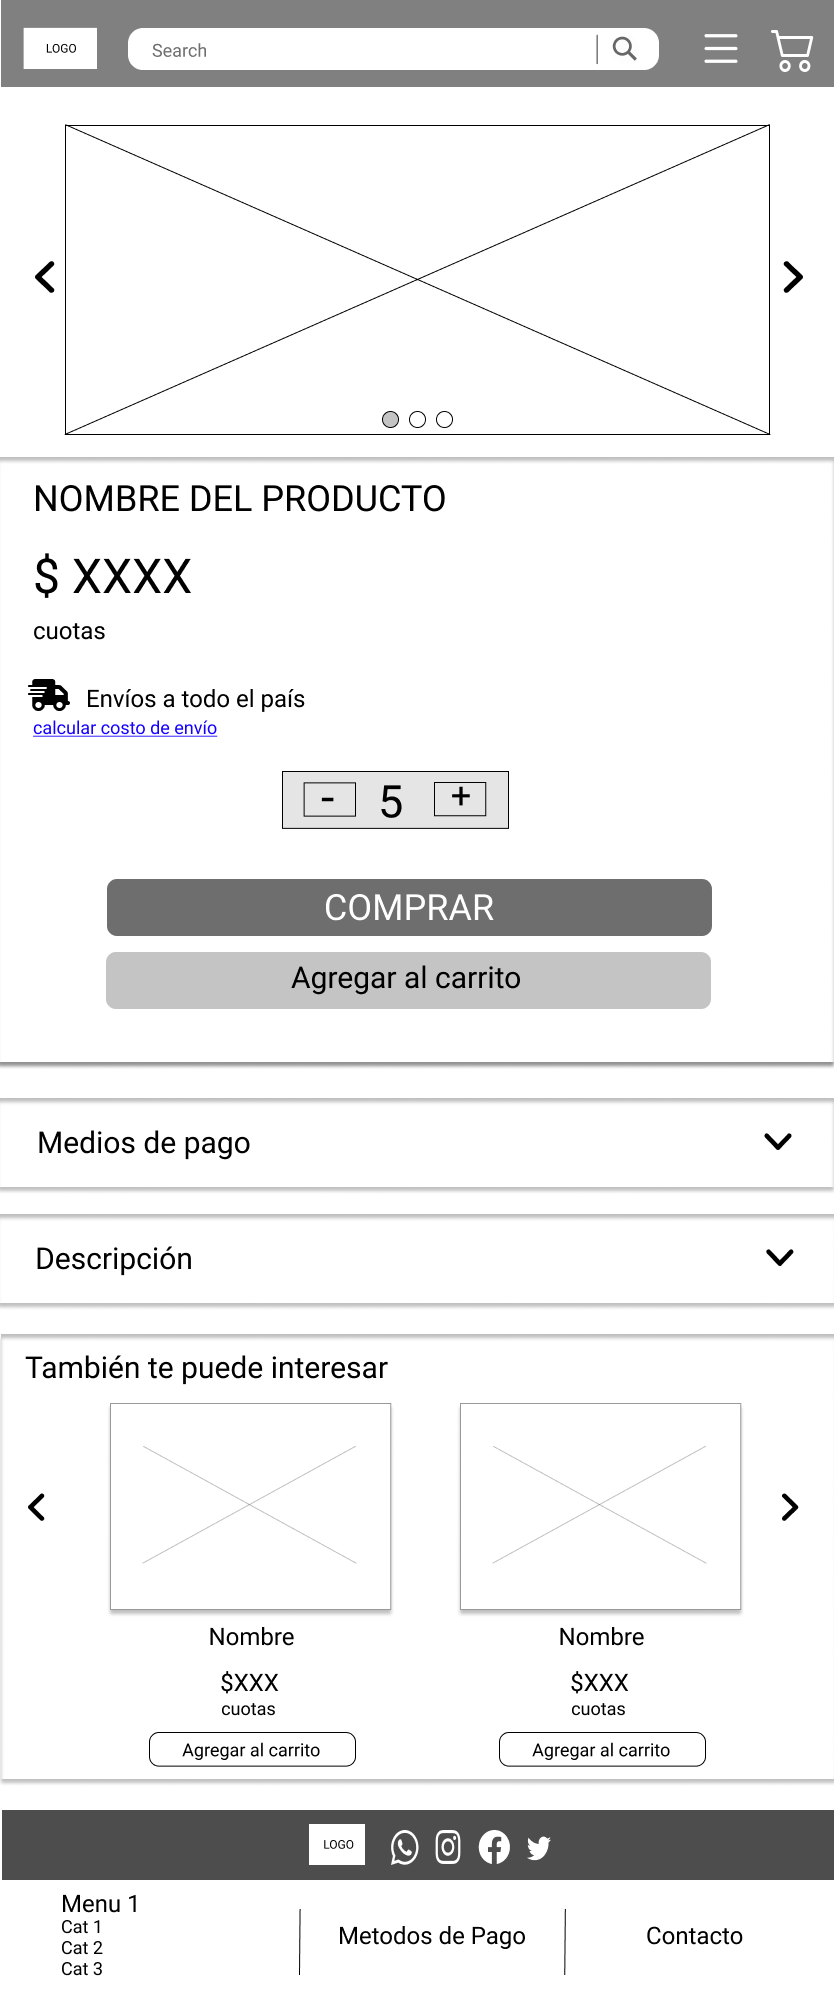 LOGO
Search
NOMBRE DEL PRODUCTO
$ XXXX
cuotas
Envíos a todo el país
calcular costo de envío
- 5 +
COMPRAR
Agregar al carrito
Medios de pago
Descripción
También te puede interesar
Nombre
$XXX
cuotas
Agregar al carrito
Nombre
$XXX
cuotas
Agregar al carrito
LOGO
Menu 1
Cat 1
Cat 2
Cat 3
Metodos de Pago
Contacto